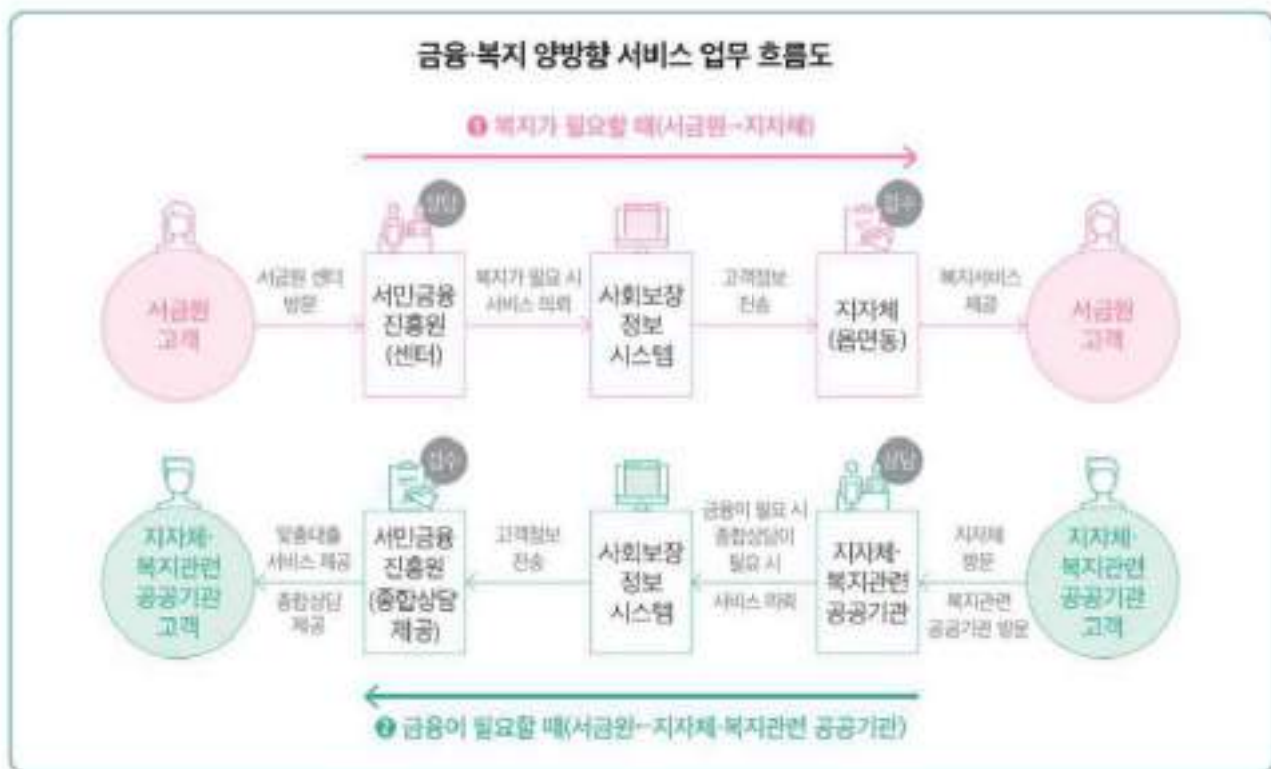 금융·복지 양방향 서비스 업무 흐름도
❶ 복지가 필요할 때(서금원→지자체)
상담
접수
서금원
고객
서금원 센터
방문
서민금융
진흥원
(센터)
복지가 필요 시
서비스 의뢰
사회보장
정보
시스템
고객정보
전송
지자체
(읍면동)
복지서비스
제공
서금원
고객
접수
상담
지자체·
복지관련
공공기관
고객
맞춤대출
서비스 제공
종합상담
제공
서민금융
진흥원
(종합상담
제공)
고객정보
전송
사회보장
정보
시스템
금융이 필요 시
종합상담이
필요 시
서비스 의뢰
지자체·
복지관련
공공기관
지자체
방문
복지관련
공공기관 방문
지자체·
복지관련
공공기관
고객
❷ 금융이 필요할 때(서금원←지자체·복지관련 공공기관)